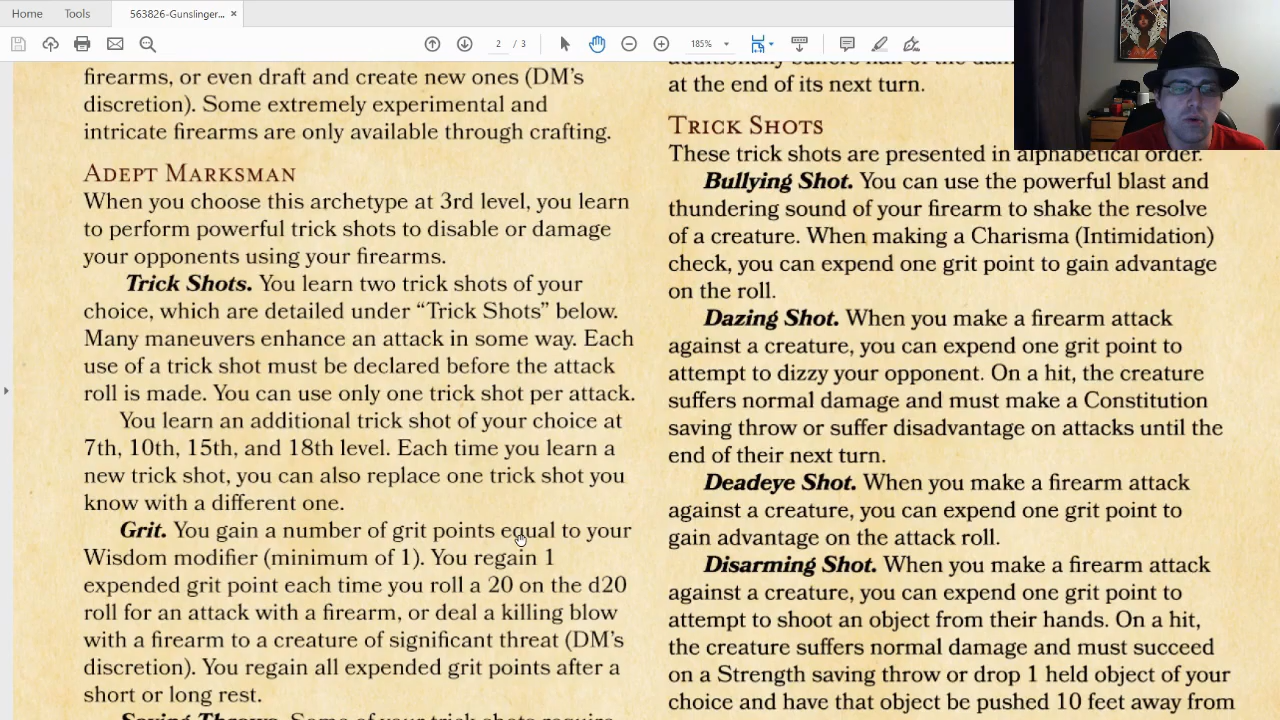 Home
Tools
563826-Gunslinger...
2 / 3
185%
firearms, or even draft and create new ones (DM's
discretion). Some extremely experimental and
intricate firearms are only available through crafting.
Adept Marksman
When you choose this archetype at 3rd level, you learn
to perform powerful trick shots to disable or damage
your opponents using your firearms.
Trick Shots. You learn two trick shots of your
choice, which are detailed under “Trick Shots” below.
Many maneuvers enhance an attack in some way. Each
use of a trick shot must be declared before the attack
roll is made. You can use only one trick shot per attack.
You learn an additional trick shot of your choice at
7th, 10th, 15th, and 18th level. Each time you learn a
new trick shot, you can also replace one trick shot you
know with a different one.
Grit. You gain a number of grit points equal to your
Wisdom modifier (minimum of 1). You regain 1
expended grit point each time you roll a 20 on the d20
roll for an attack with a firearm, or deal a killing blow
with a firearm to a creature of significant threat (DM's
discretion). You regain all expended grit points after a
short or long rest.
Saving Throws. Some of your trick shots require
additionally suffers half of the
at the end of its next turn.
Trick Shots
These trick shots are presented in alphabetical order.
Bullying Shot. You can use the powerful blast and
thundering sound of your firearm to shake the resolve
of a creature. When making a Charisma (Intimidation)
check, you can expend one grit point to gain advantage
on the roll.
Dazing Shot. When you make a firearm attack
against a creature, you can expend one grit point to
attempt to dizzy your opponent. On a hit, the creature
suffers normal damage and must make a Constitution
saving throw or suffer disadvantage on attacks until the
end of their next turn.
Deadeye Shot. When you make a firearm attack
against a creature, you can expend one grit point to
gain advantage on the attack roll.
Disarming Shot. When you make a firearm attack
against a creature, you can expend one grit point to
attempt to shoot an object from their hands. On a hit,
the creature suffers normal damage and must succeed
on a Strength saving throw or drop 1 held object of your
choice and have that object be pushed 10 feet away from